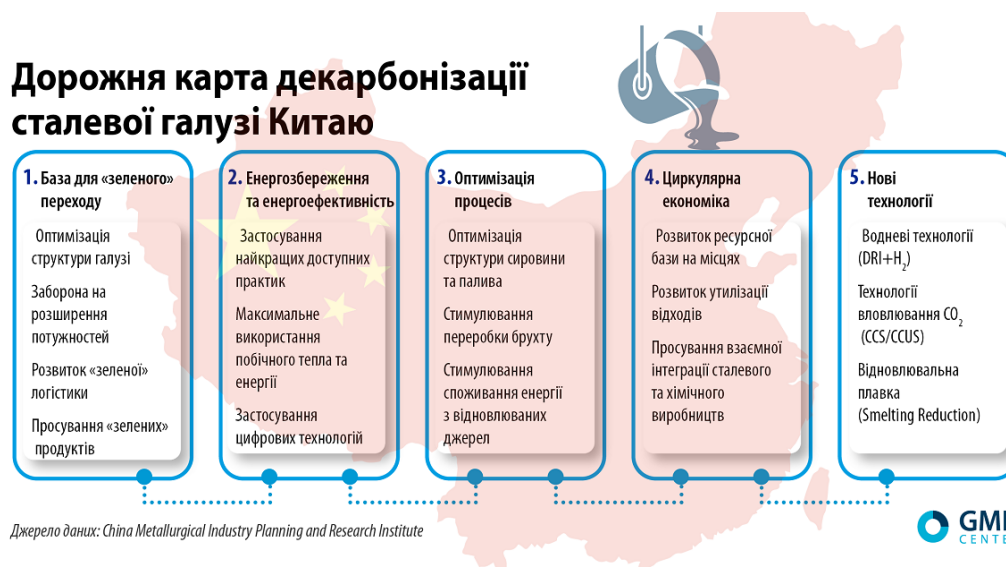 Дорожня карта декарбонізації
сталевої галузі Китаю
1. База для «зеленого»
переходу
Оптимізація
структури галузі
Заборона на
розширення
потужностей
Розвиток «зеленої»
логістики
Просування «зелених»
продуктів
2. Енергозбереження
та енергоефективність
Застосування
найкращих доступних
практик
Максимальне
використання
побічного тепла та
енергії
Застосування
цифрових технологій
3. Оптимізація
процесів
Оптимізація
структури сировини
та палива
Стимулювання
переробки брухту
Стимулювання
споживання енергії
з відновлюваних
джерел
4. Циркулярна
економіка
Розвиток ресурсної
бази на місцях
Розвиток утилізації
відходів
Просування взаємної
інтеграції сталевого
та хімічного
виробництв
5. Нові
технології
Водневі технології
(DRI+H₂)
Технології
вловлювання CO₂
(CCS/CCUS)
Відновлювальна
плавка
(Smelting Reduction)
Джерело даних: China Metallurgical Industry Planning and Research Institute